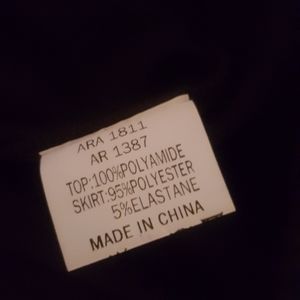 ARA 1811
AR 1387
TOP:100%POLYAMIDE
SKIRT:95%POLYESTER
5%ELASTANE
MADE IN CHINA